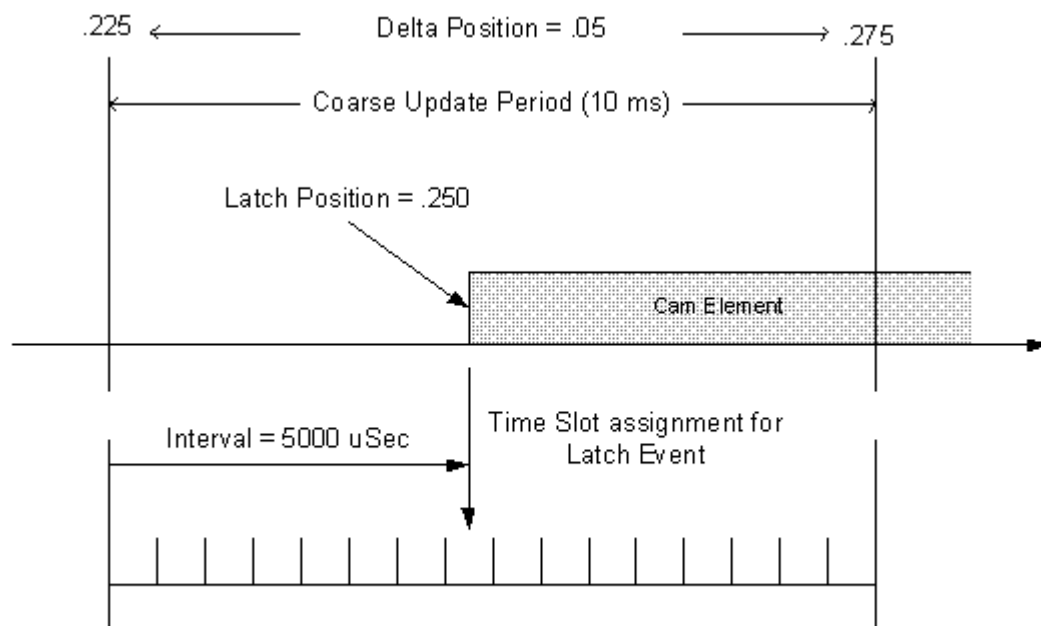 .225
Delta Position = .05
.275
Coarse Update Period (10 ms)
Latch Position = .250
Cam Element
Interval = 5000 uSec
Time Slot assignment for
Latch Event